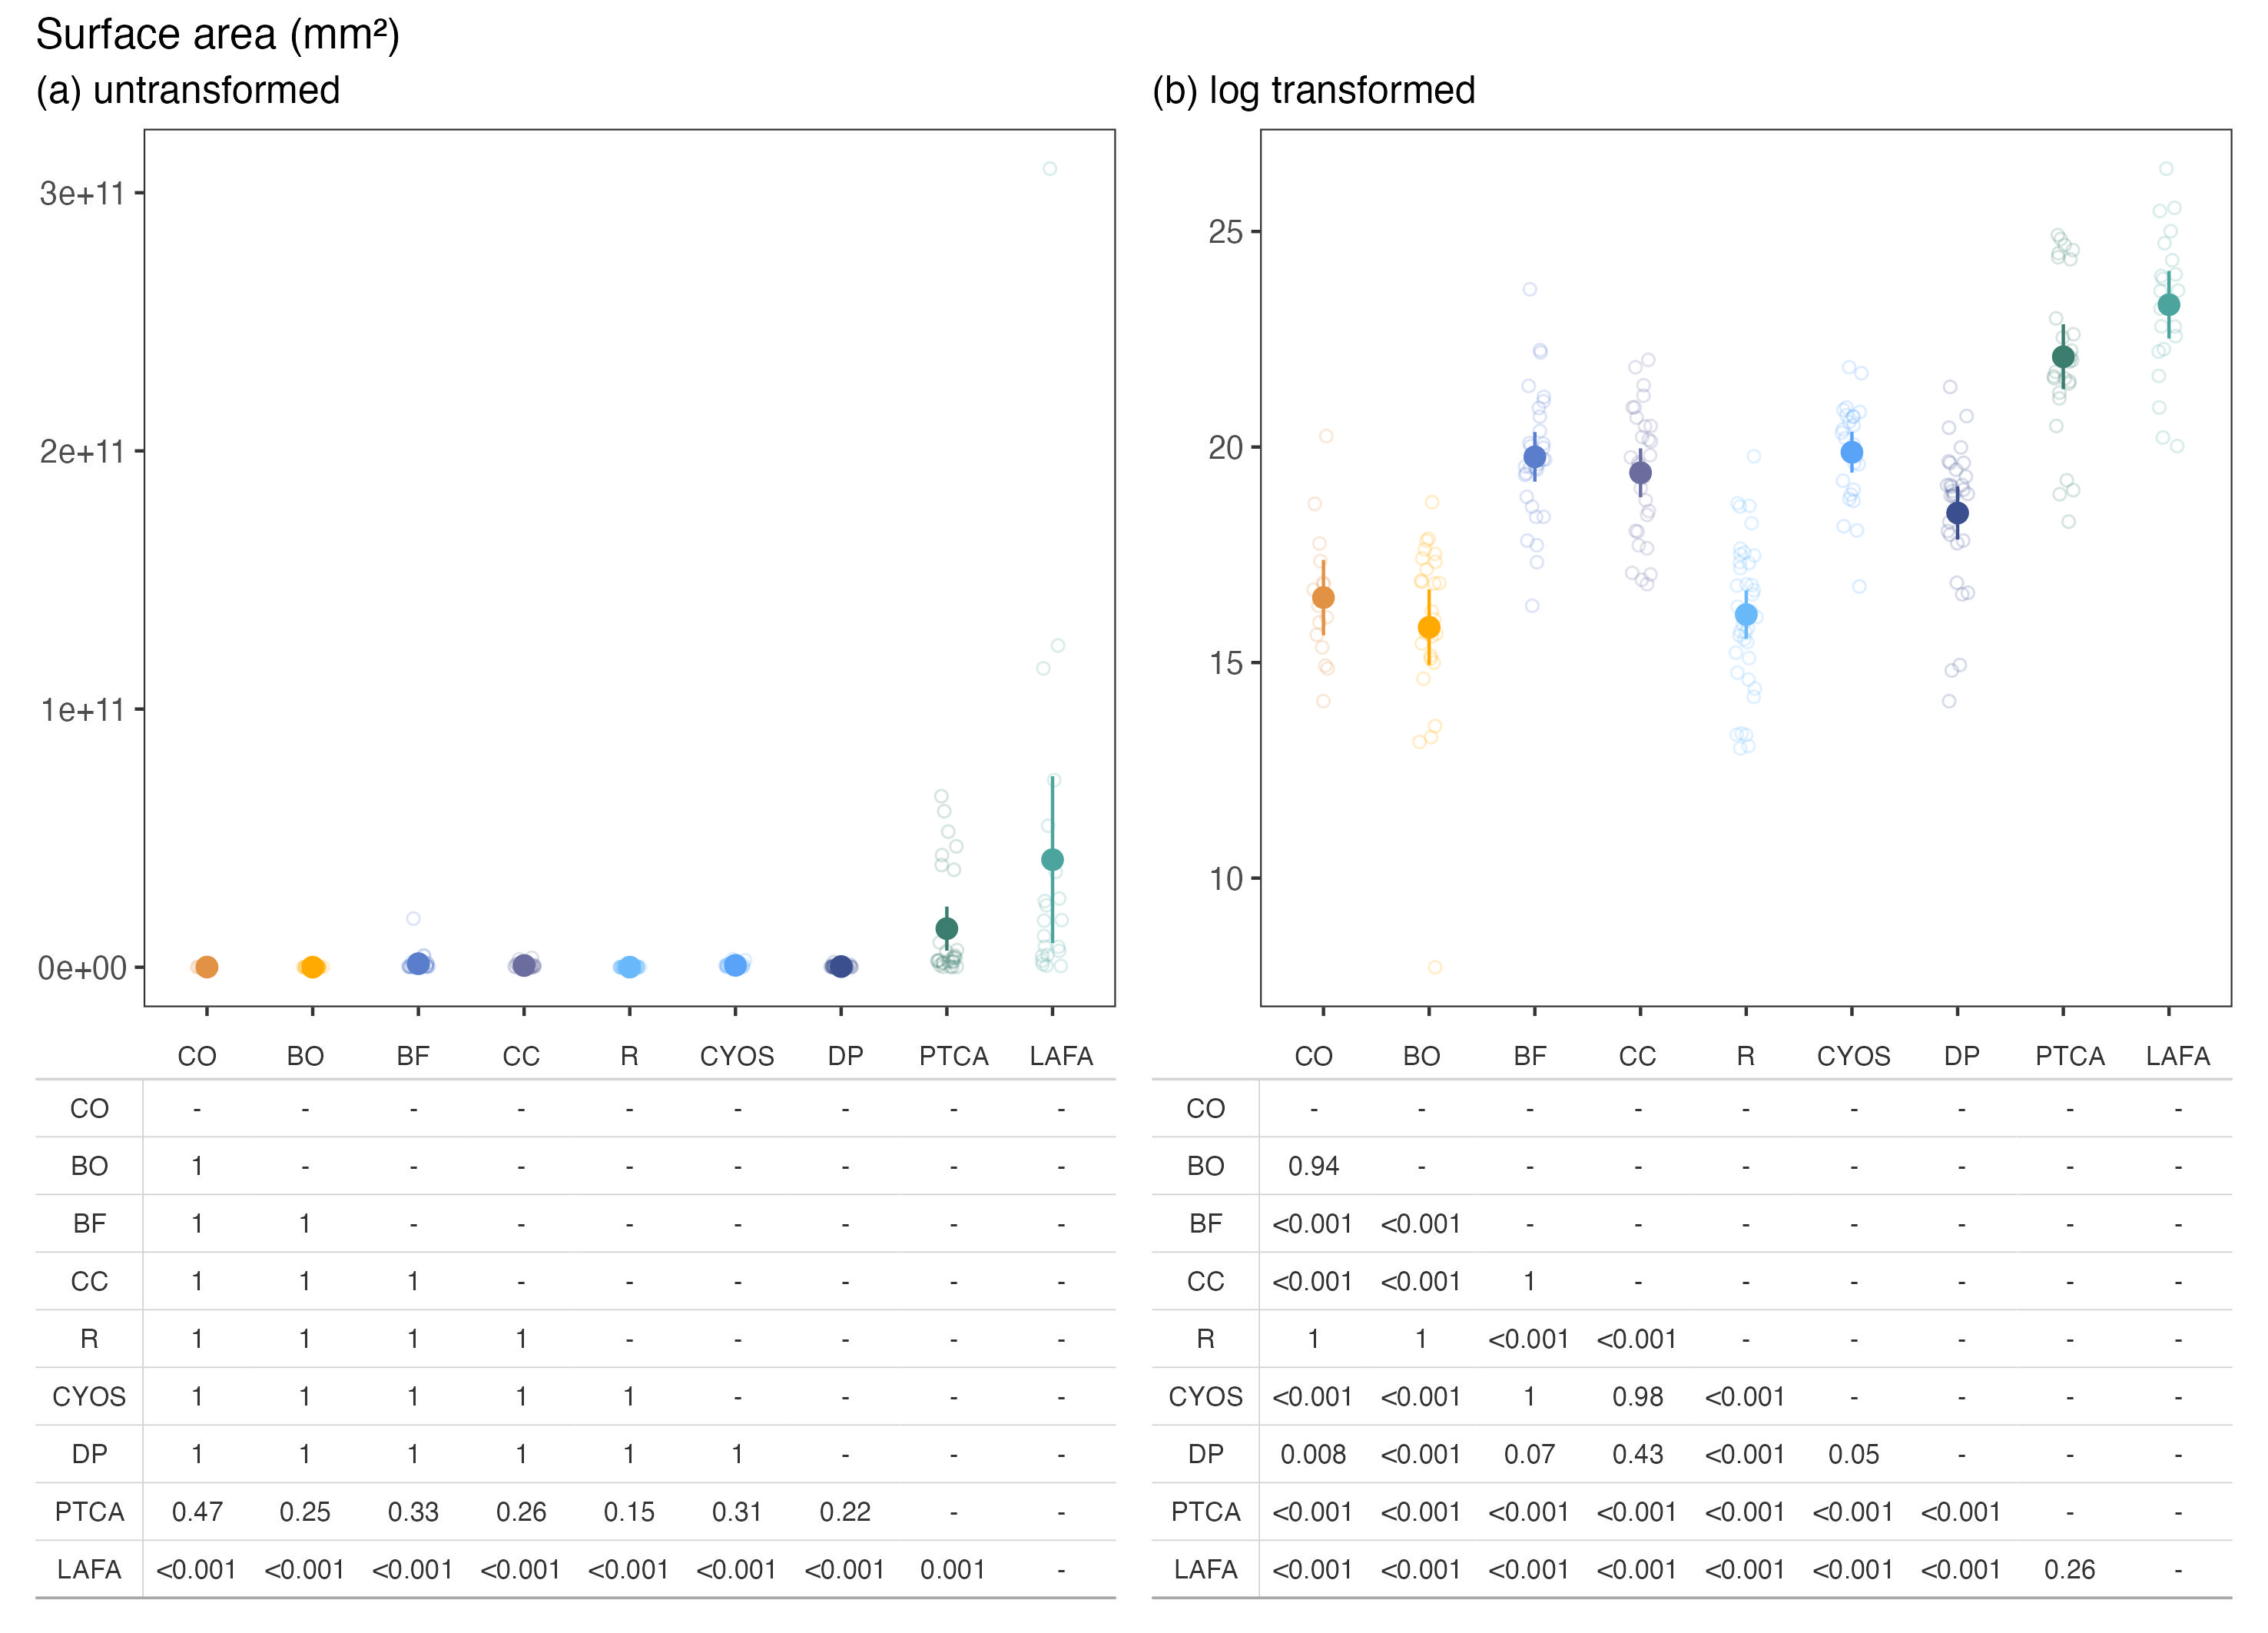 Surface area (mm²)
(a) untransformed
3e+11
2e+11
1e+11
0e+00
CO BO BF CC R CYOS DP PTCA LAFA
CO - - - - - - - - -
BO 1 - - - - - - - -
BF 1 1 - - - - - - -
CC 1 1 1 - - - - - -
R 1 1 1 1 - - - - -
CYOS 1 1 1 1 1 - - - -
DP 1 1 1 1 1 1 - - -
PTCA 0.47 0.25 0.33 0.26 0.15 0.31 0.22 - -
LAFA <0.001 <0.001 <0.001 <0.001 <0.001 <0.001 <0.001 0.001 -
(b) log transformed
25
20
15
10
CO BO BF CC R CYOS DP PTCA LAFA
CO - - - - - - - - -
BO 0.94 - - - - - - - -
BF <0.001 <0.001 - - - - - - -
CC <0.001 <0.001 1 - - - - - -
R 1 1 <0.001 <0.001 - - - - -
CYOS <0.001 <0.001 1 0.98 <0.001 - - - -
DP 0.008 <0.001 0.07 0.43 <0.001 0.05 - - -
PTCA <0.001 <0.001 <0.001 <0.001 <0.001 <0.001 <0.001 - -
LAFA <0.001 <0.001 <0.001 <0.001 <0.001 <0.001 <0.001 0.26 -